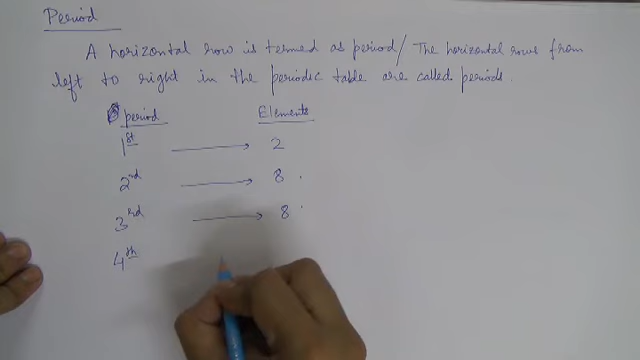 Period
A horizontal row is termed as period/ The horizontal rows from
left to right in the periodic table are called periods.
period Elements
1st → 2
2nd → 8.
3rd → 8.
4th